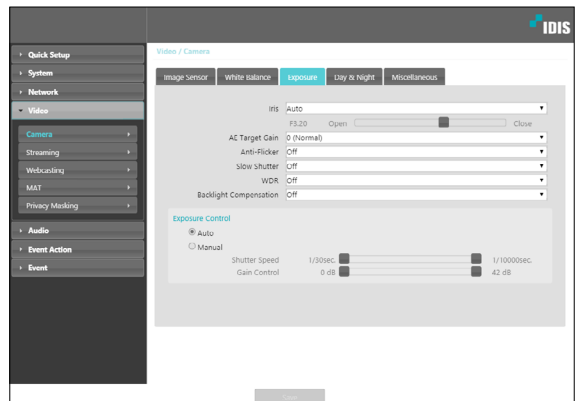 IDIS
Quick Setup
System
Network
Video
Camera
Streaming
Webcasting
MAT
Privacy Masking
Audio
Event Action
Event
Video / Camera
Image Sensor White Balance Exposure Day & Night Miscellaneous
Iris Auto
F3.20 Open Close
AE Target Gain 0 (Normal)
Anti-Flicker Off
Slow Shutter Off
WDR Off
Backlight Compensation Off
Exposure Control
Auto
Manual
Shutter Speed 1/30sec. 1/10000sec.
Gain Control 0 dB 42 dB
Save